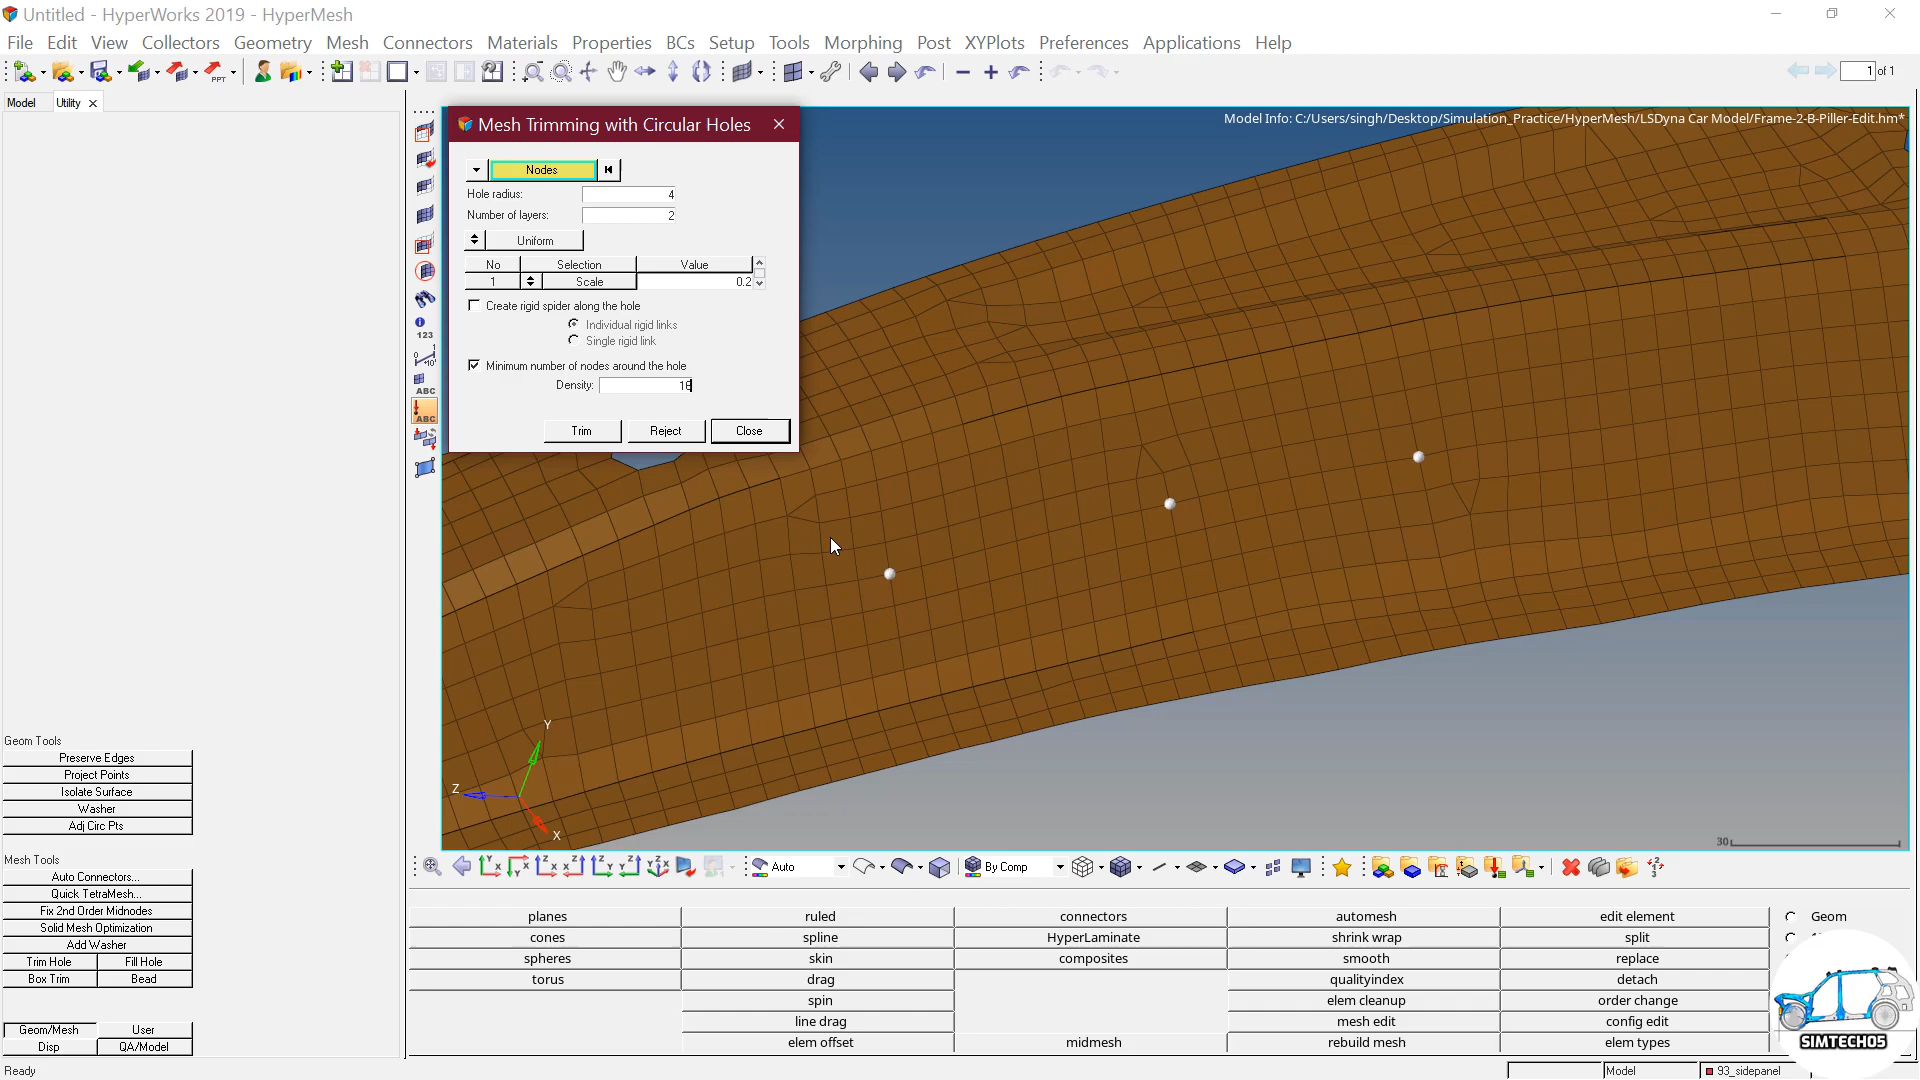 Untitled - HyperWorks 2019 - HyperMesh
File Edit View Collectors Geometry Mesh Connectors Materials Properties BCs Setup Tools Morphing Post XYPlots Preferences Applications Help
PPT
1 of 1
Model Utility
Mesh Trimming with Circular Holes
Model Info: C:/Users/singh/Desktop/Simulation_Practice/HyperMesh/LSDyna Car Model/Frame-2-B-Piller-Edit.hm*
Nodes
Hole radius: 4
Number of layers: 2
Uniform
No Selection Value
1 Scale 0.2
Create rigid spider along the hole
Individual rigid links
Single rigid link
Minimum number of nodes around the hole
Density: 16
Trim Reject Close
123
ABC
ABC
Y
Z
X
30
Geom Tools
Preserve Edges
Project Points
Isolate Surface
Washer
Adj Circ Pts
Mesh Tools
Auto Connectors...
Quick TetraMesh...
Fix 2nd Order Midnodes
Solid Mesh Optimization
Add Washer
Trim Hole Fill Hole
Box Trim Bead
Geom/Mesh User
Disp QA/Model
Auto By Comp
planes ruled connectors automesh edit element Geom
cones spline HyperLaminate shrink wrap split
spheres skin composites smooth replace
torus drag qualityindex detach
spin elem cleanup order change
line drag mesh edit config edit
elem offset midmesh rebuild mesh elem types
SIMTECH05
Ready Model 93_sidepanel